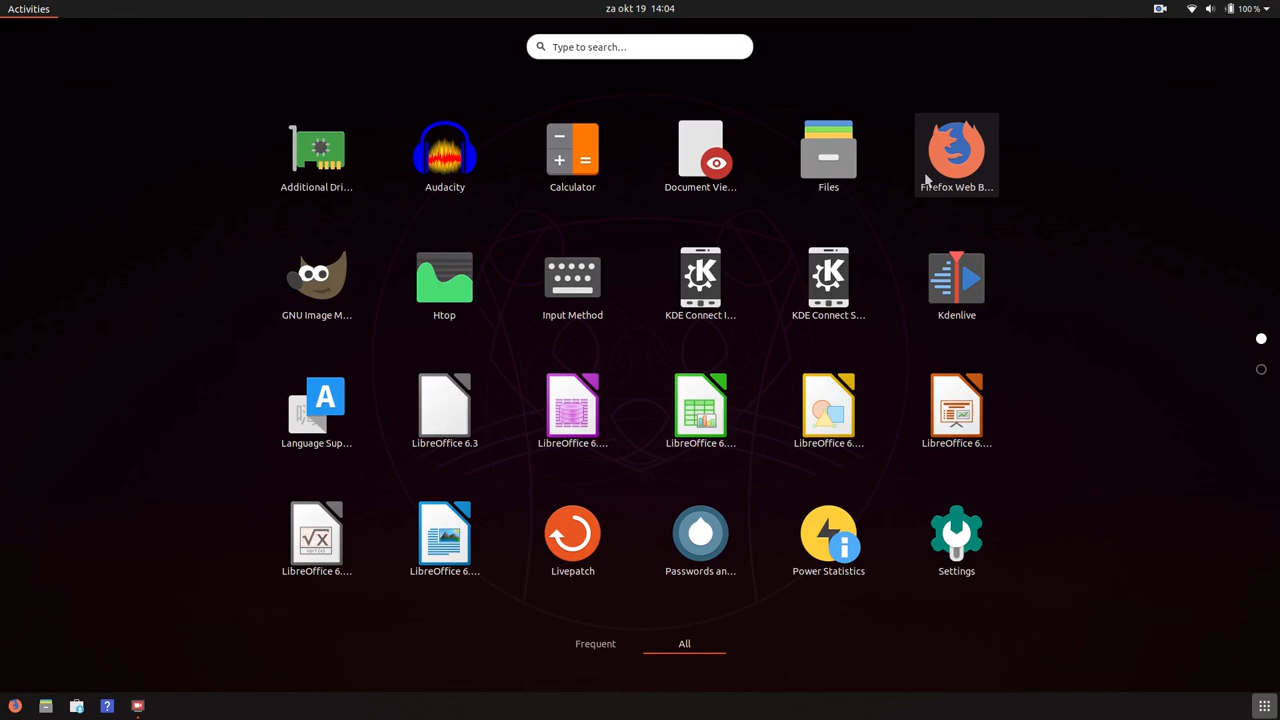 Activities
za okt 19 14:04
100 %
Type to search…
Additional Dri…
Audacity
Calculator
Document Vie…
Files
Firefox Web B…
GNU Image M…
Htop
Input Method
KDE Connect I…
KDE Connect S…
Kdenlive
Language Sup…
LibreOffice 6.3
LibreOffice 6.…
LibreOffice 6.…
LibreOffice 6.…
LibreOffice 6.…
LibreOffice 6.…
LibreOffice 6.…
Livepatch
Passwords an…
Power Statistics
Settings
Frequent
All